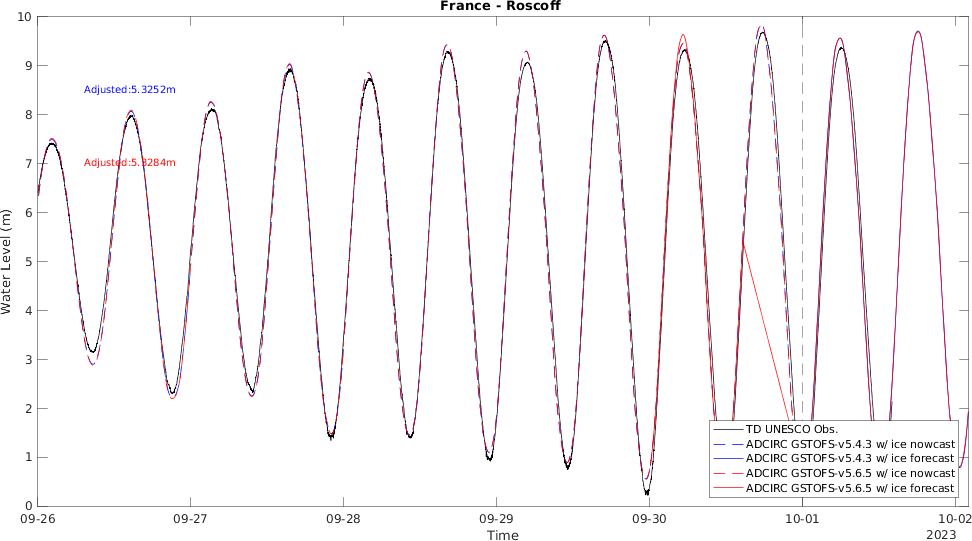 France - Roscoff
Water Level (m)
10
9
8
7
6
5
4
3
2
1
0
Adjusted:5.3252m
Adjusted:5.3284m
TD UNESCO Obs.
ADCIRC GSTOFS-v5.4.3 w/ ice nowcast
ADCIRC GSTOFS-v5.4.3 w/ ice forecast
ADCIRC GSTOFS-v5.6.5 w/ ice nowcast
ADCIRC GSTOFS-v5.6.5 w/ ice forecast
09-26 09-27 09-28 09-29 09-30 10-01 10-02
Time
2023